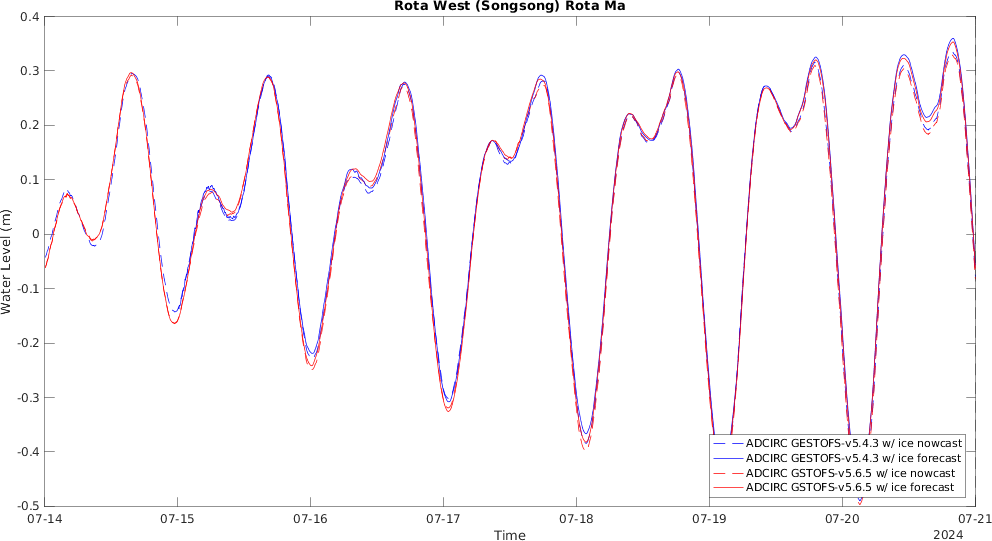 Rota West (Songsong) Rota Ma
0.4
0.3
0.2
0.1
0
-0.1
-0.2
-0.3
-0.4
-0.5
Water Level (m)
ADCIRC GESTOFS-v5.4.3 w/ ice nowcast
ADCIRC GESTOFS-v5.4.3 w/ ice forecast
ADCIRC GSTOFS-v5.6.5 w/ ice nowcast
ADCIRC GSTOFS-v5.6.5 w/ ice forecast
07-14 07-15 07-16 07-17 07-18 07-19 07-20 07-21
Time
2024